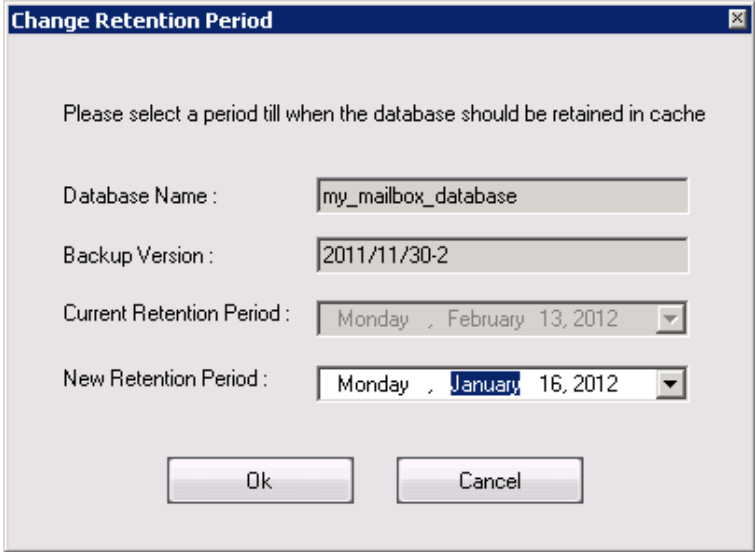 Change Retention Period
Please select a period till when the database should be retained in cache
Database Name :
my_mailbox_database
Backup Version :
2011/11/30-2
Current Retention Period :
Monday , February 13, 2012
New Retention Period :
Monday , January 16, 2012
Ok
Cancel